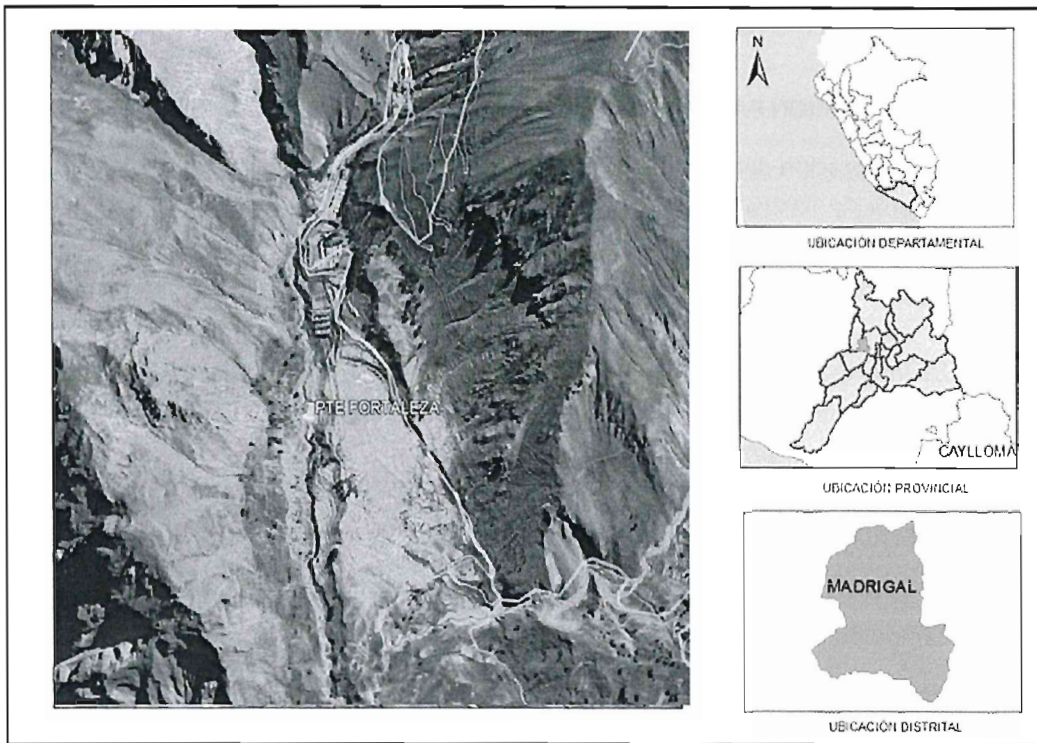 PTE FORTALEZA
N
UBICACIÓN DEPARTAMENTAL
CAYLLOMA
UBICACIÓN PROVINCIAL
MADRIGAL
UBICACIÓN DISTRITAL